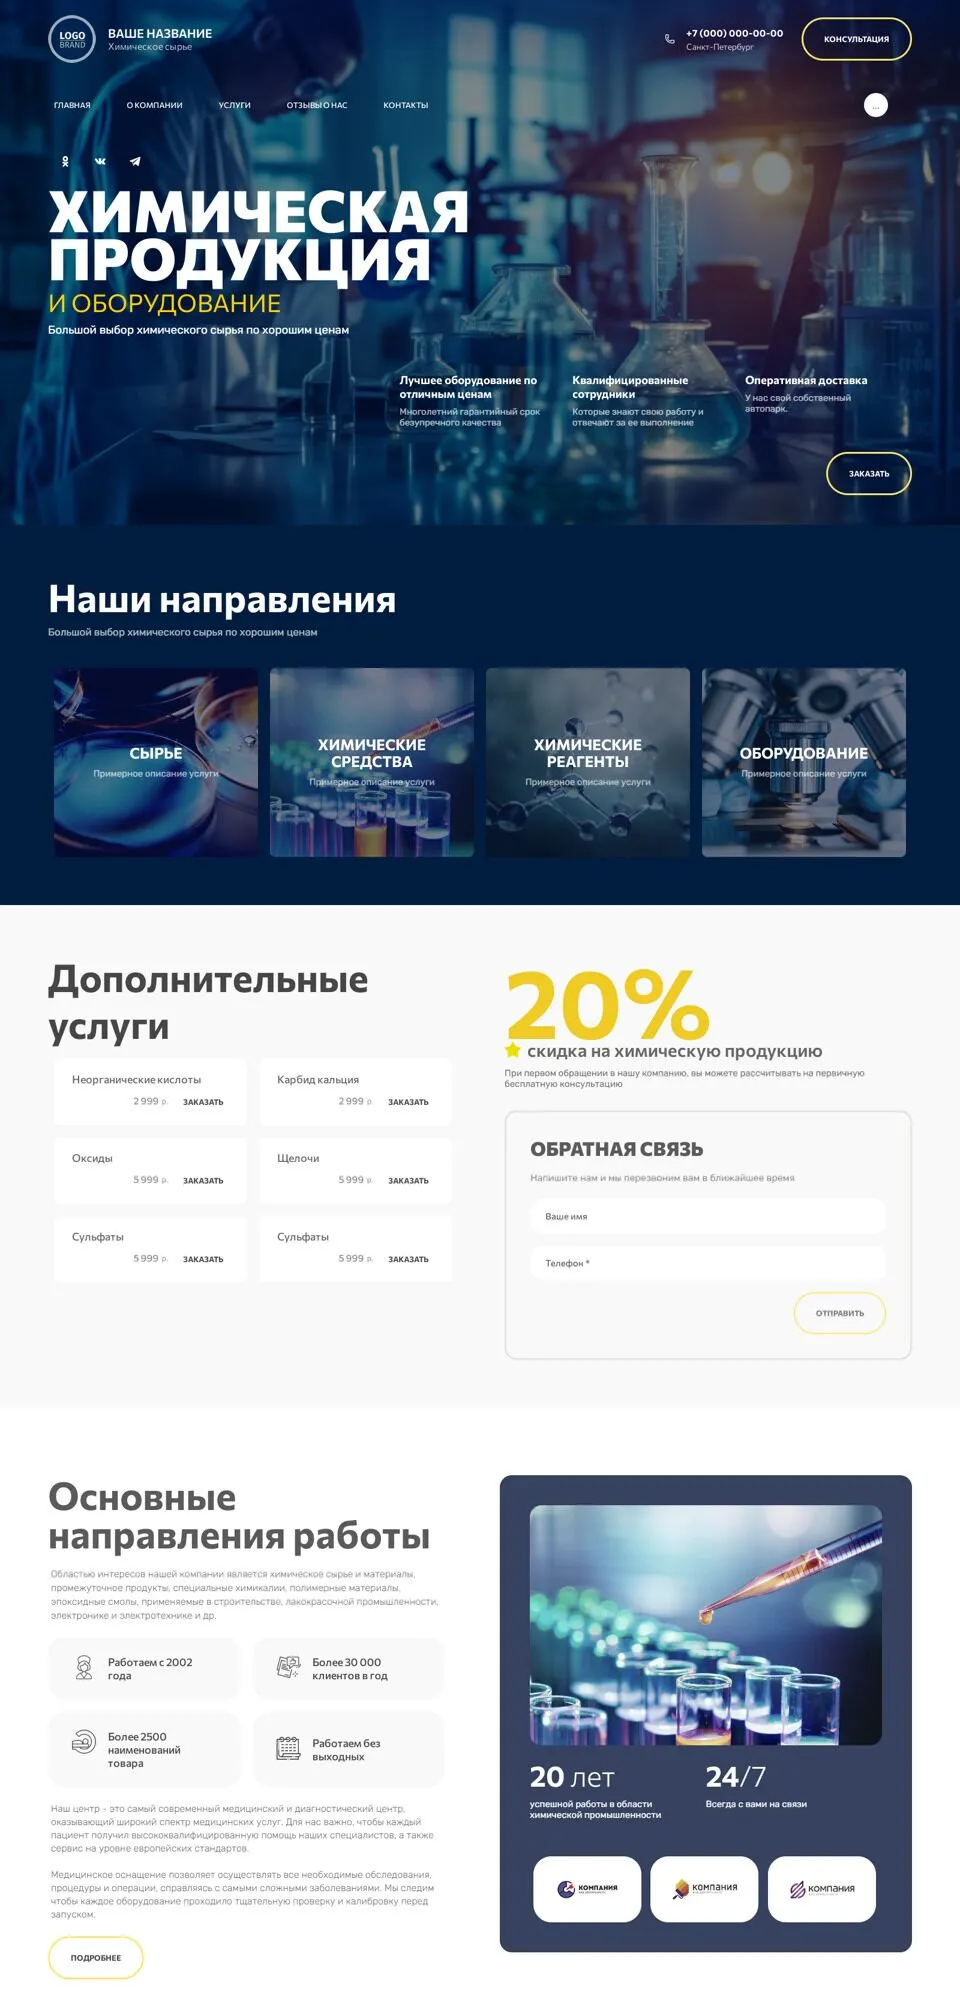 LOGO
BRAND
ВАШЕ НАЗВАНИЕ
Химическое сырье
+7 (000) 000-00-00
Санкт-Петербург
КОНСУЛЬТАЦИЯ
ГЛАВНАЯ
О КОМПАНИИ
УСЛУГИ
ОТЗЫВЫ О НАС
КОНТАКТЫ
...
ХИМИЧЕСКАЯ
ПРОДУКЦИЯ
И ОБОРУДОВАНИЕ
Большой выбор химического сырья по хорошим ценам
Лучшее оборудование по
отличным ценам
Многолетний гарантийный срок
безупречного качества
Квалифицированные
сотрудники
Которые знают свою работу и
отвечают за ее выполнение
Оперативная доставка
У нас свой собственный
автопарк.
ЗАКАЗАТЬ
Наши направления
Большой выбор химического сырья по хорошим ценам
СЫРЬЕ
Примерное описание услуги
ХИМИЧЕСКИЕ
СРЕДСТВА
Примерное описание услуги
ХИМИЧЕСКИЕ
РЕАГЕНТЫ
Примерное описание услуги
ОБОРУДОВАНИЕ
Примерное описание услуги
Дополнительные
услуги
Неорганические кислоты
2 999 р.
ЗАКАЗАТЬ
Карбид кальция
2 999 р.
ЗАКАЗАТЬ
Оксиды
5 999 р.
ЗАКАЗАТЬ
Щелочи
5 999 р.
ЗАКАЗАТЬ
Сульфаты
5 999 р.
ЗАКАЗАТЬ
Сульфаты
5 999 р.
ЗАКАЗАТЬ
20%
скидка на химическую продукцию
При первом обращении в нашу компанию, вы можете рассчитывать на первичную
бесплатную консультацию
ОБРАТНАЯ СВЯЗЬ
Напишите нам и мы перезвоним вам в ближайшее время
Ваше имя
Телефон *
ОТПРАВИТЬ
Основные
направления работы
Областью интересов нашей компании является химическое сырье и материалы,
промежуточное продукты, специальные химикалии, полимерные материалы,
эпоксидные смолы, применяемые в строительстве, лакокрасочной промышленности,
электронике и электротехнике и др.
Работаем с 2002
года
Более 30 000
клиентов в год
Более 2500
наименований
товара
Работаем без
выходных
Наш центр - это самый современный медицинский и диагностический центр,
оказывающий широкий спектр медицинских услуг. Для нас важно, чтобы каждый
пациент получил высококвалифицированную помощь наших специалистов, а также
сервис на уровне европейских стандартов.
Медицинское оснащение позволяет осуществлять все необходимые обследования,
процедуры и операции, справляясь с самыми сложными заболеваниями. Мы следим
чтобы каждое оборудование проходило тщательную проверку и калибровку перед
запуском.
ПОДРОБНЕЕ
20 лет
успешной работы в области
химической промышленности
24/7
Всегда с вами на связи
КОМПАНИЯ
КОМПАНИЯ
КОМПАНИЯ